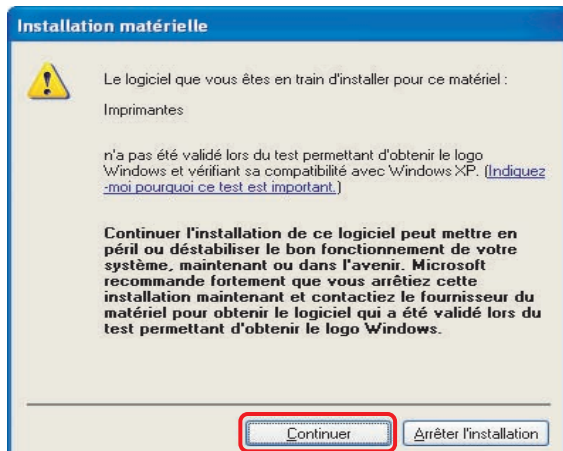 Installation matérielle
Le logiciel que vous êtes en train d'installer pour ce matériel :
Imprimantes
n'a pas été validé lors du test permettant d'obtenir le logo
Windows et vérifiant sa compatibilité avec Windows XP. (Indiquez
-moi pourquoi ce test est important.)
Continuer l'installation de ce logiciel peut mettre en
péril ou déstabiliser le bon fonctionnement de votre
système, maintenant ou dans l'avenir. Microsoft
recommande fortement que vous arrêtiez cette
installation maintenant et contactiez le fournisseur du
matériel pour obtenir le logiciel qui a été validé lors du
test permettant d'obtenir le logo Windows.
Continuer
Arrêter l'installation